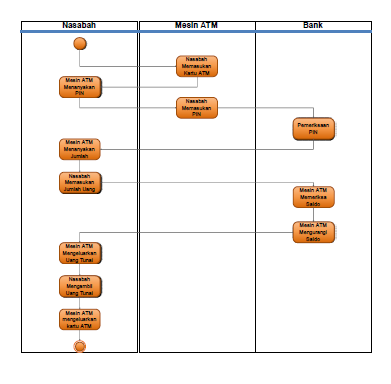 Nasabah
Mesin ATM
Bank
Nasabah
Memasukan
Kartu ATM
Mesin ATM
Menanyakan
PIN
Nasabah
Memasukan
PIN
Pemeriksaan
PIN
Mesin ATM
Menanyakan
Jumlah
Nasabah
Memasukan
Jumlah Uang
Mesin ATM
Memeriksa
Saldo
Mesin ATM
Mengurangi
Saldo
Mesin ATM
Mengeluarkan
Uang Tunai
Nasabah
Mengambil
Uang Tunai
Mesin ATM
mengeluarkan
kartu ATM